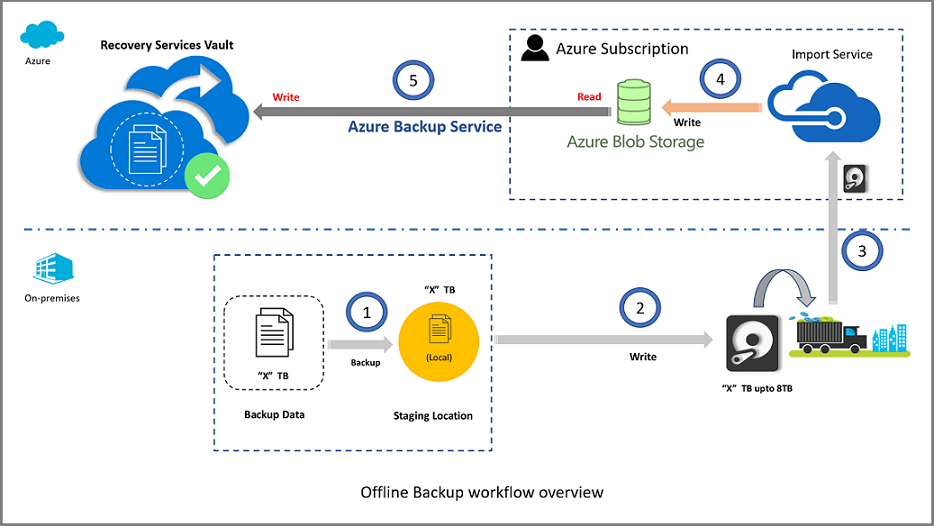 Azure
Recovery Services Vault
5
Write
Read
Azure Backup Service
Azure Subscription
Import Service
4
Write
Azure Blob Storage
3
On-premises
"X" TB
Backup Data
1
Backup
"X" TB
(Local)
Staging Location
2
Write
"X" TB upto 8TB
Offline Backup workflow overview